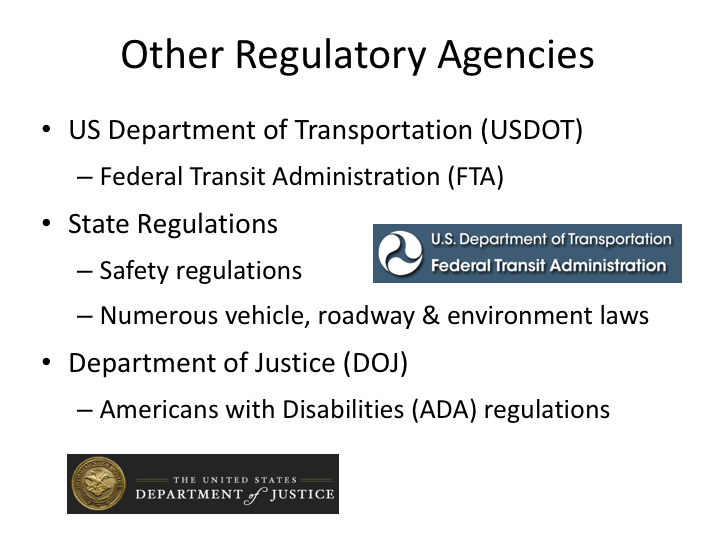 Other Regulatory Agencies
• US Department of Transportation (USDOT)
– Federal Transit Administration (FTA)
• State Regulations
U.S. Department of Transportation
Federal Transit Administration
– Safety regulations
– Numerous vehicle, roadway & environment laws
• Department of Justice (DOJ)
– Americans with Disabilities (ADA) regulations
THE UNITED STATES
DEPARTMENT of JUSTICE